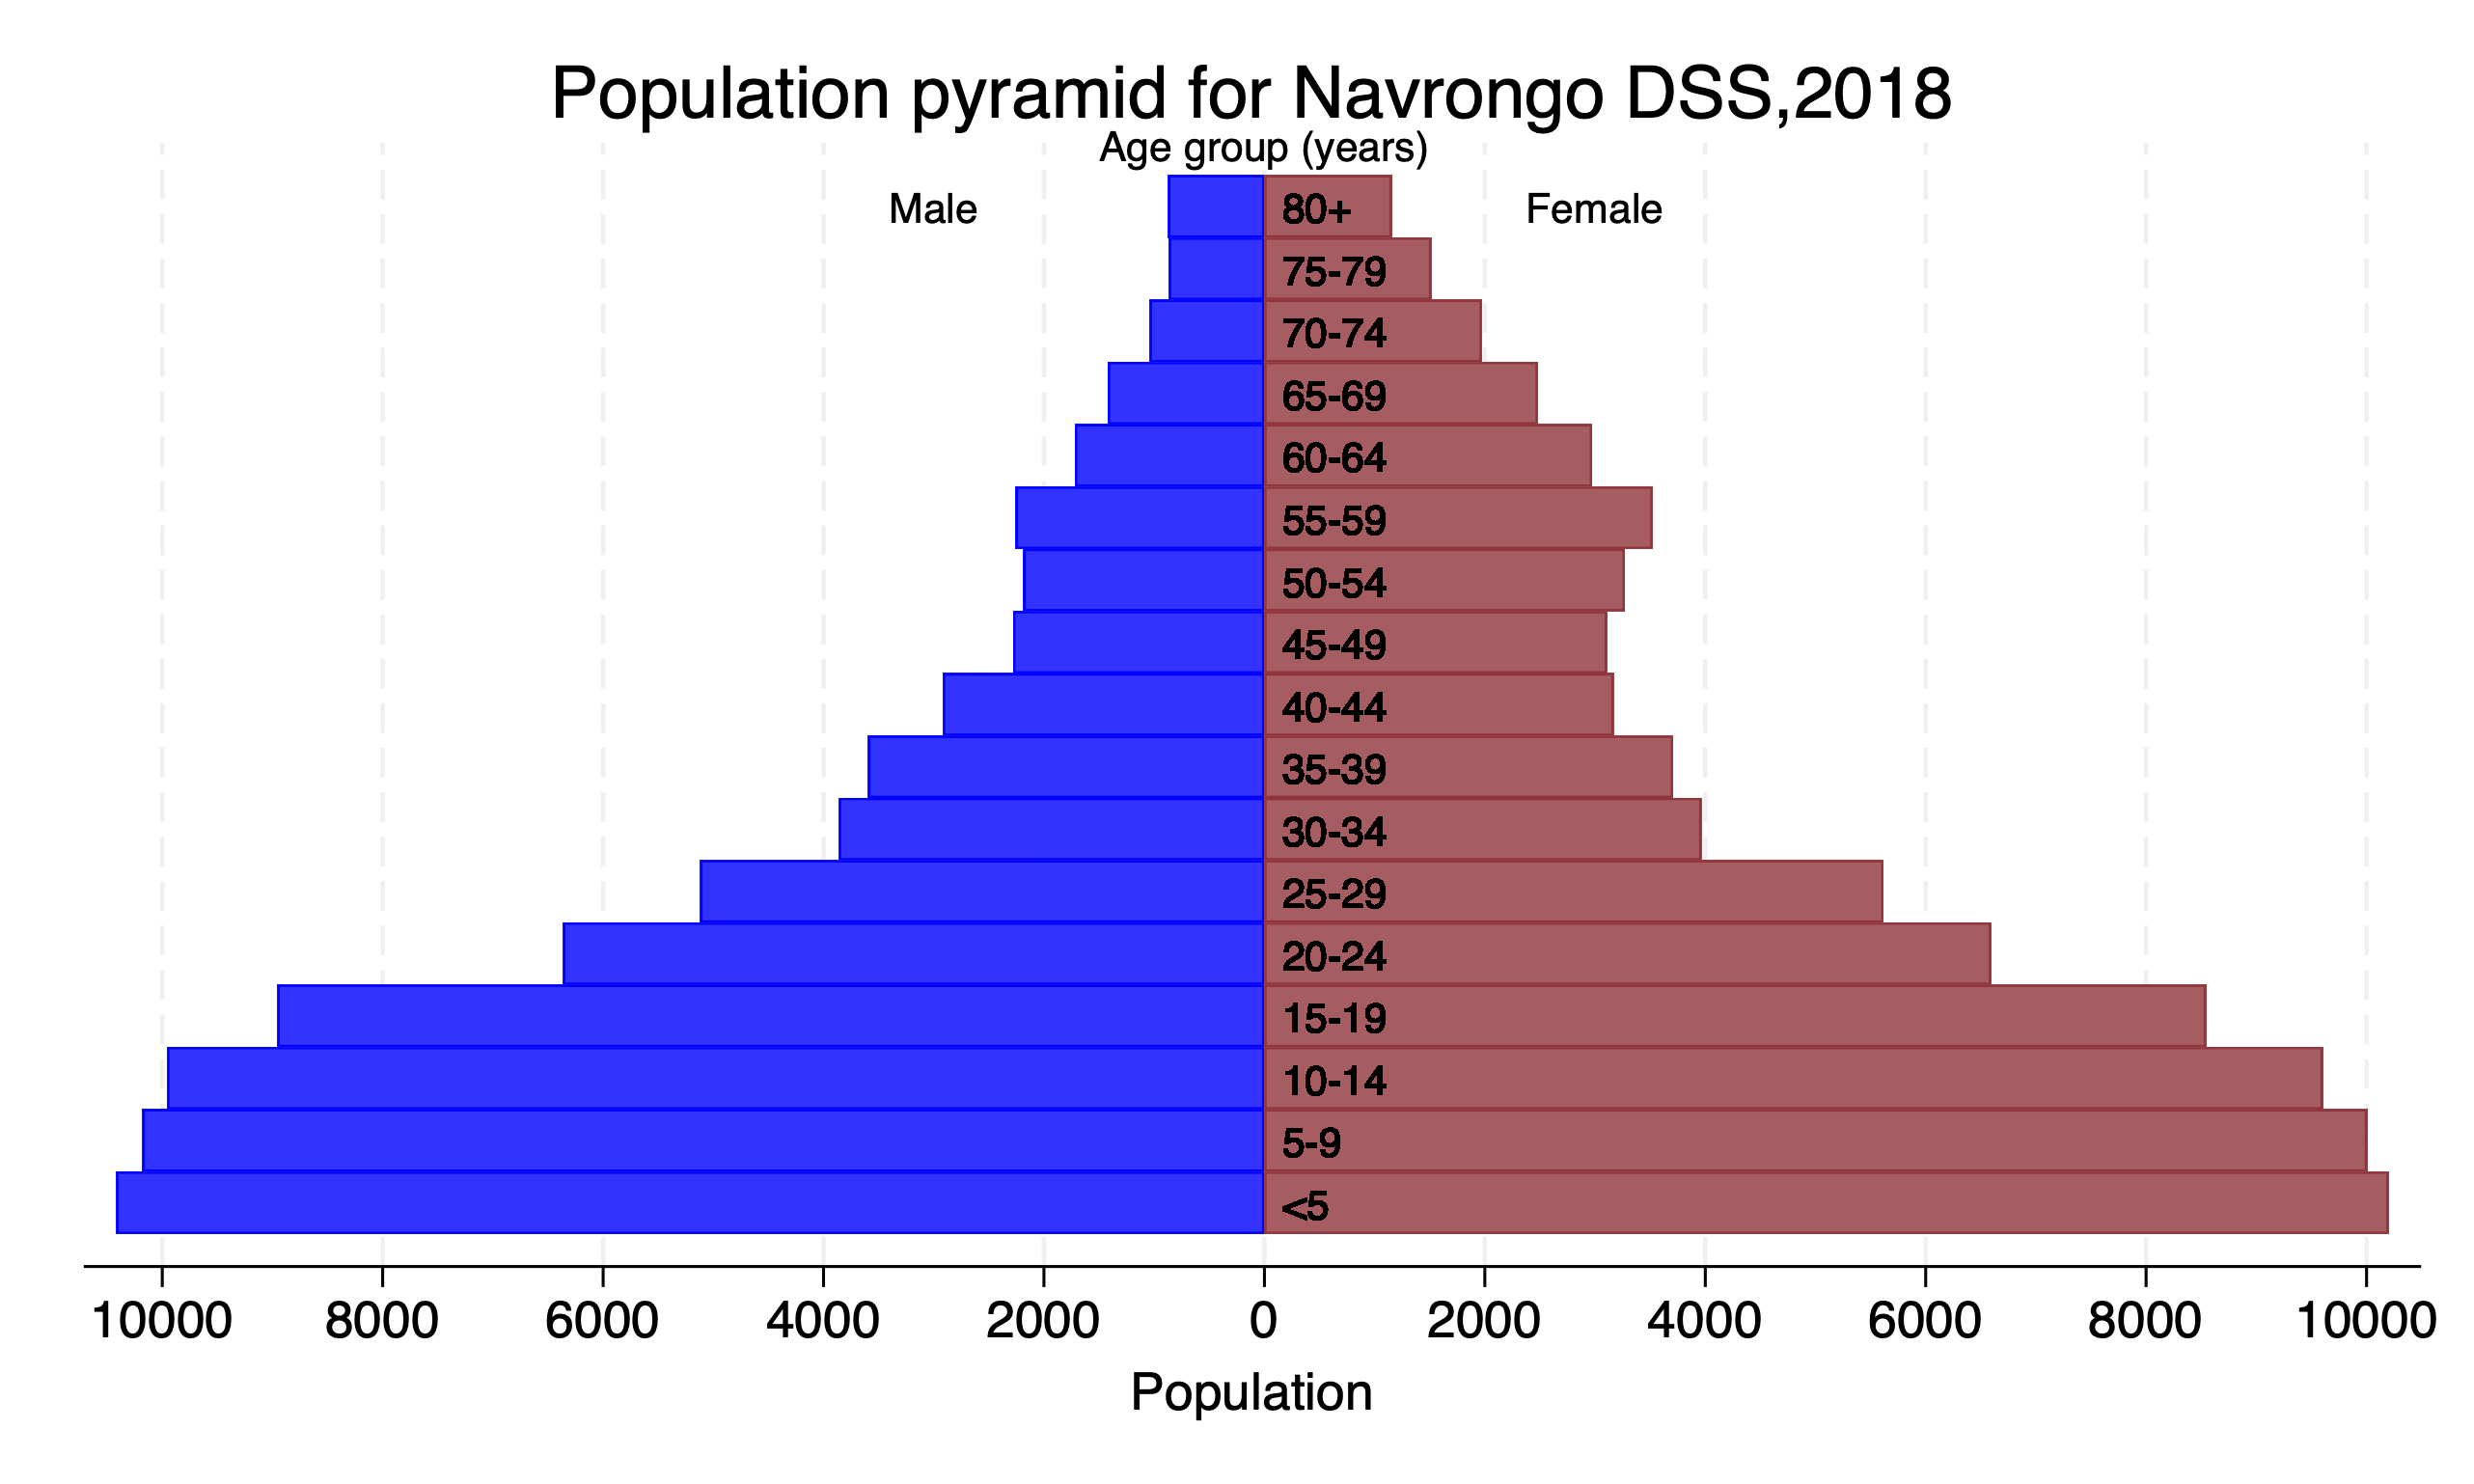 Population pyramid for Navrongo DSS,2018
Age group (years)
Male
Female
80+
75-79
70-74
65-69
60-64
55-59
50-54
45-49
40-44
35-39
30-34
25-29
20-24
15-19
10-14
5-9
<5
10000 8000 6000 4000 2000 0 2000 4000 6000 8000 10000
Population